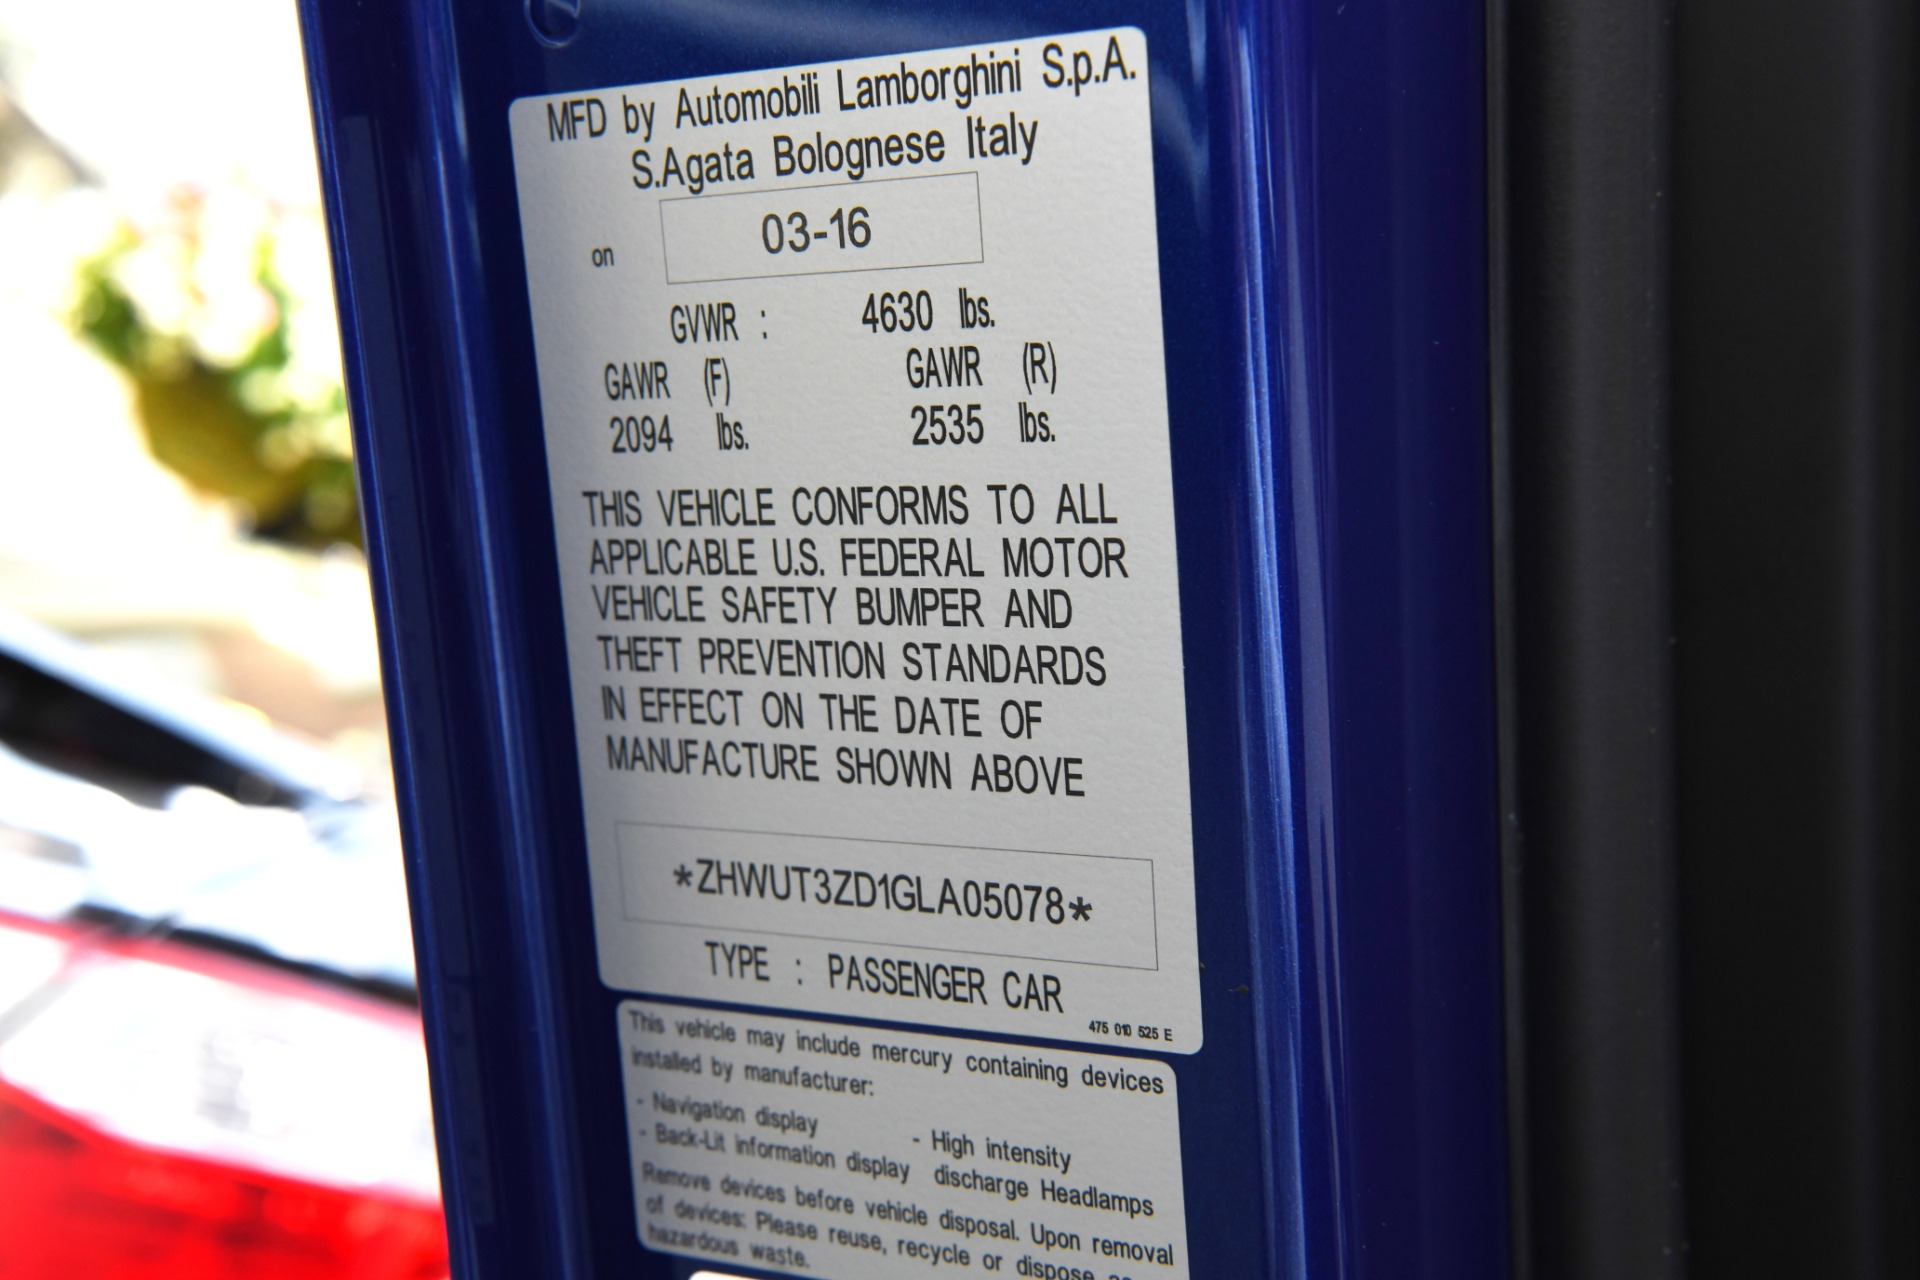 MFD by Automobili Lamborghini S.p.A.
S.Agata Bolognese Italy
on 03-16
GVWR : 4630 lbs.
GAWR (F) GAWR (R)
2094 lbs. 2535 lbs.
THIS VEHICLE CONFORMS TO ALL
APPLICABLE U.S. FEDERAL MOTOR
VEHICLE SAFETY BUMPER AND
THEFT PREVENTION STANDARDS
IN EFFECT ON THE DATE OF
MANUFACTURE SHOWN ABOVE
*ZHWUT3ZD1GLA05078*
TYPE : PASSENGER CAR
475 010 525 E
This vehicle may include mercury containing devices
installed by manufacturer:
- Navigation display - High intensity
- Back-Lit information display discharge Headlamps
Remove devices before vehicle disposal. Upon removal
of devices: Please reuse, recycle or dispose
hazardous waste.